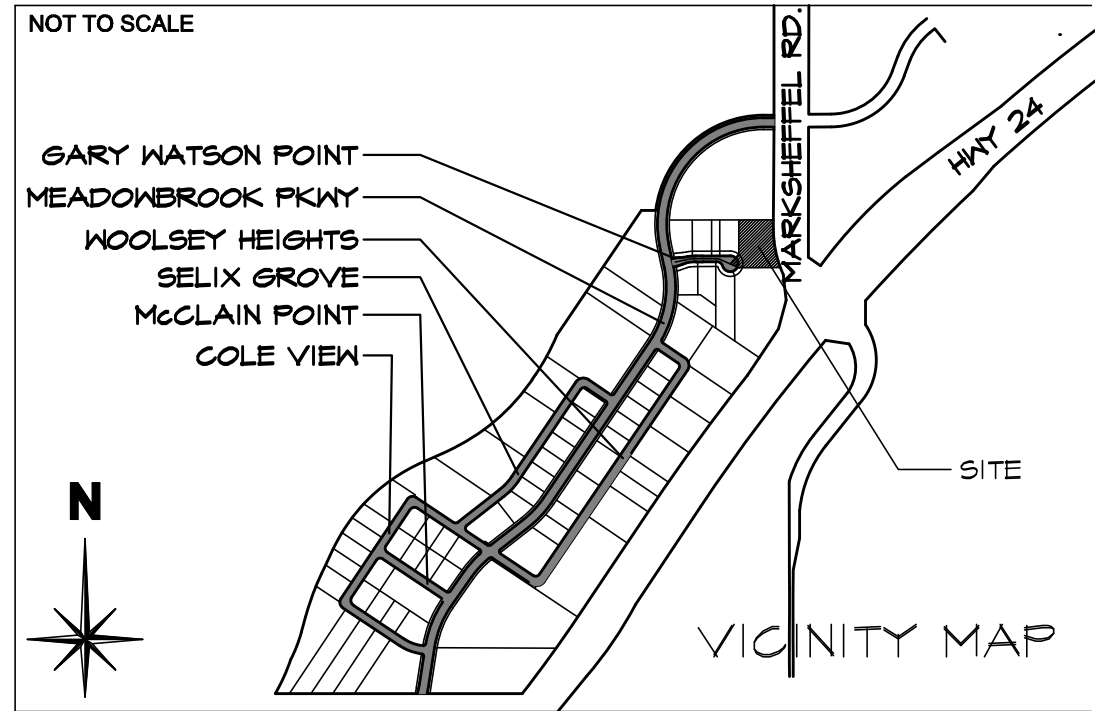 NOT TO SCALE
MARKSHEFFEL RD.
HWY 24
GARY WATSON POINT
MEADOWBROOK PKWY
WOOLSEY HEIGHTS
SELIX GROVE
McCLAIN POINT
COLE VIEW
SITE
N
VICINITY MAP